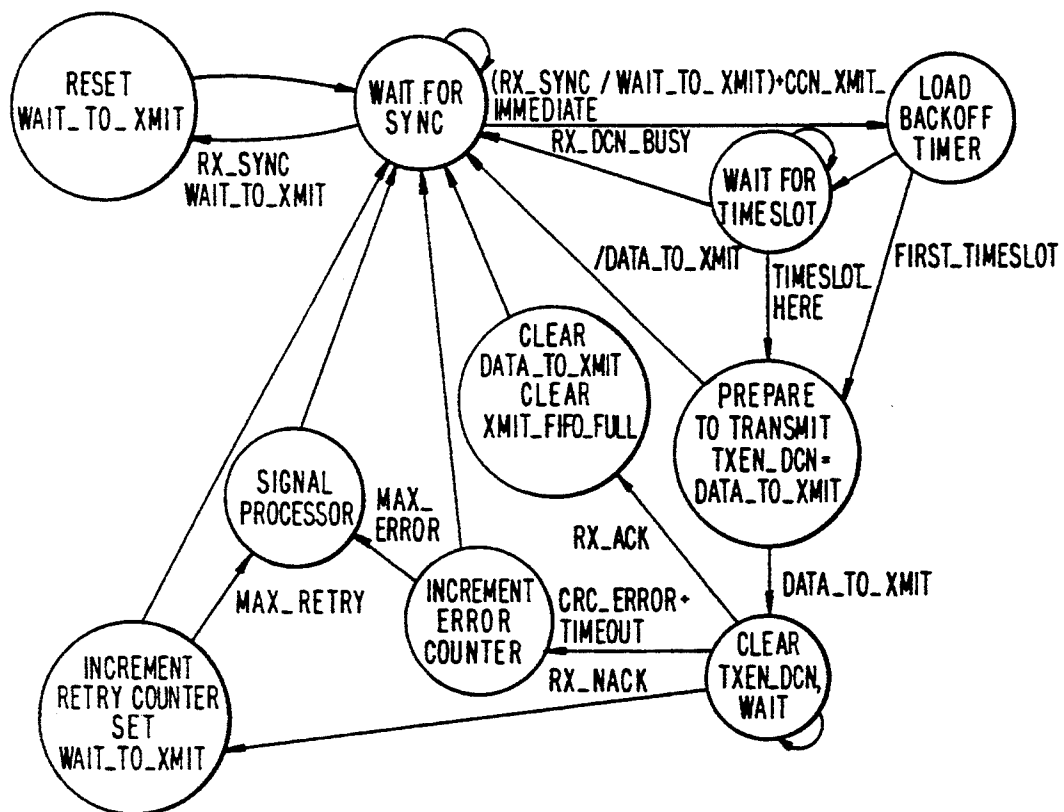 RESET
WAIT_TO_XMIT
WAIT FOR
SYNC
(RX_SYNC / WAIT_TO_XMIT)+CCN_XMIT_
IMMEDIATE
LOAD
BACKOFF
TIMER
RX_DCN_BUSY
RX_SYNC
WAIT_TO_XMIT
WAIT FOR
TIMESLOT
/DATA_TO_XMIT
TIMESLOT_
HERE
FIRST_TIMESLOT
CLEAR
DATA_TO_XMIT
CLEAR
XMIT_FIFO_FULL
PREPARE
TO TRANSMIT
TXEN_DCN=
DATA_TO_XMIT
SIGNAL
PROCESSOR
MAX_
ERROR
RX_ACK
DATA_TO_XMIT
MAX_RETRY
INCREMENT
ERROR
COUNTER
CRC_ERROR+
TIMEOUT
CLEAR
TXEN_DCN,
WAIT
RX_NACK
INCREMENT
RETRY COUNTER
SET
WAIT_TO_XMIT